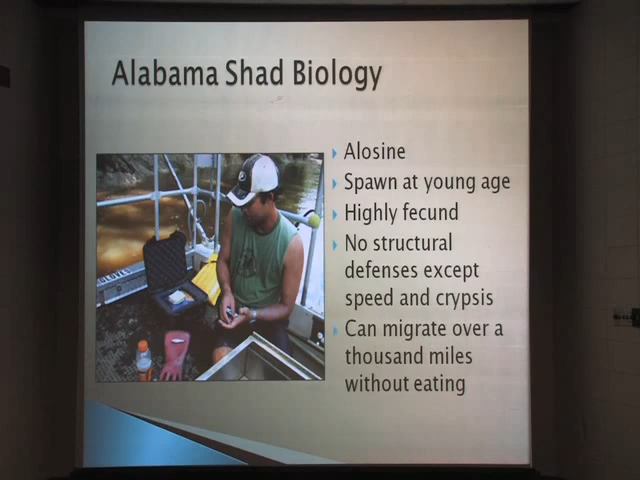 Alabama Shad Biology
Alosine
Spawn at young age
Highly fecund
No structural
defenses except
speed and crypsis
Can migrate over a
thousand miles
without eating
GLOVES